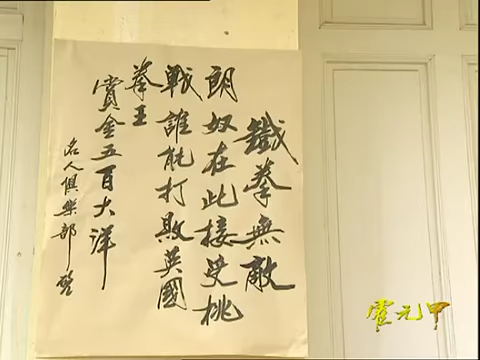 鐵拳無敵
朗奴在此接受挑
戰誰能打敗英國
拳王
賞金五百大洋
名人俱樂部啓
霍元甲